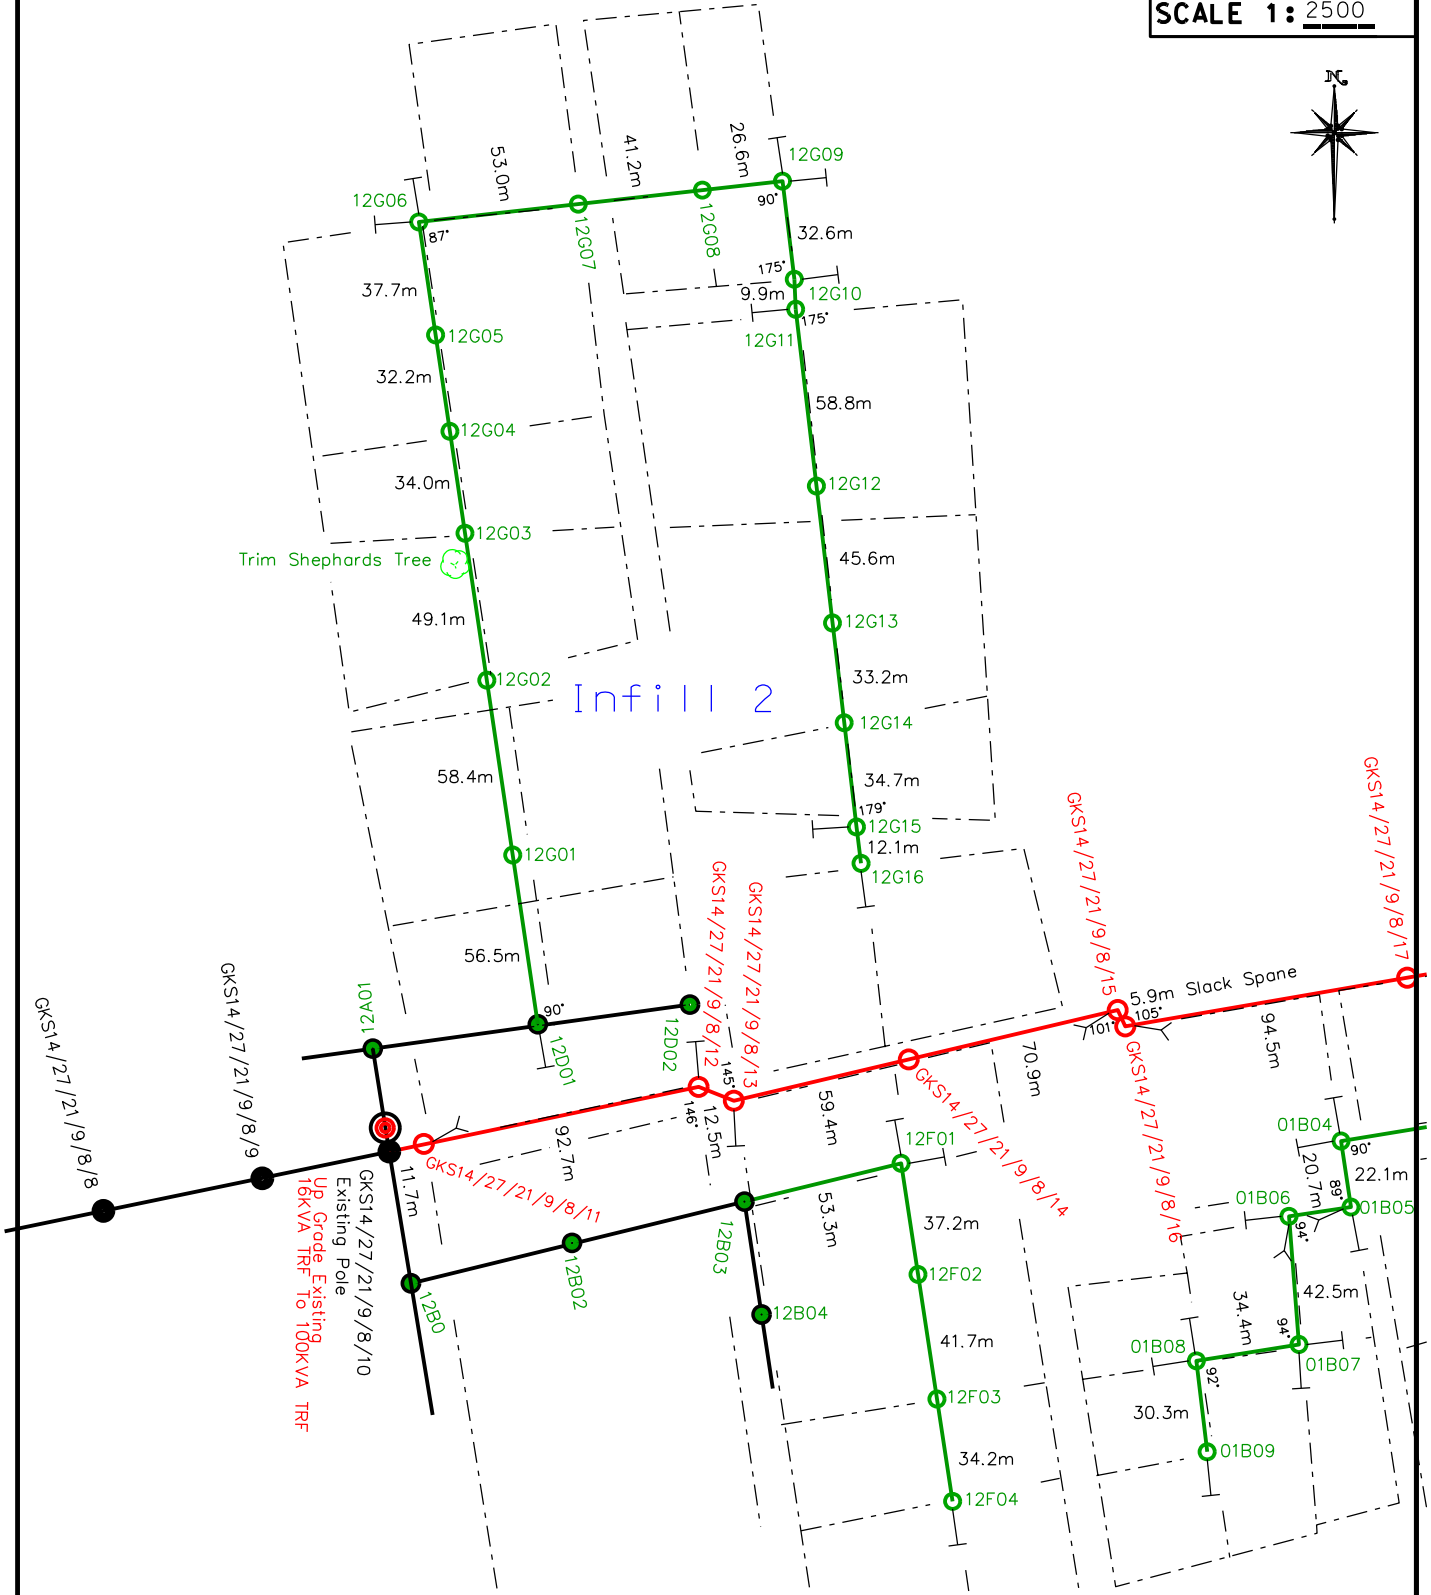 SCALE 1: 2500
N
12G09
26.6m
41.2m
53.0m
12G06
90°
87°
12G07
12G08
32.6m
175°
37.7m
9.9m
12G10
175°
12G11
12G05
32.2m
58.8m
12G04
34.0m
12G12
12G03
Trim Shephards Tree
45.6m
49.1m
12G13
12G02
33.2m
Infill 2
12G14
58.4m
34.7m
179°
12G15
12G01
12.1m
12G16
56.5m
90°
GKS14/27/21/9/8/8
GKS14/27/21/9/8/9
12A01
12D01
12D02
GKS14/27/21/9/8/12
GKS14/27/21/9/8/13
GKS14/27/21/9/8/15
GKS14/27/21/9/8/17
5.9m Slack Spane
105°
101°
94.5m
70.9m
145°
146°
12.5m
59.4m
92.7m
11.7m
GKS14/27/21/9/8/11
GKS14/27/21/9/8/14
GKS14/27/21/9/8/16
GKS14/27/21/9/8/10
Existing Pole
Up Grade Existing
16KVA TRF To 100KVA TRF
12F01
01B04
90°
20.7m
22.1m
89°
01B06
01B05
94°
53.3m
37.2m
12B03
12B02
12B0
12F02
42.5m
34.4m
12B04
94°
41.7m
01B08
01B07
92°
12F03
30.3m
01B09
34.2m
12F04